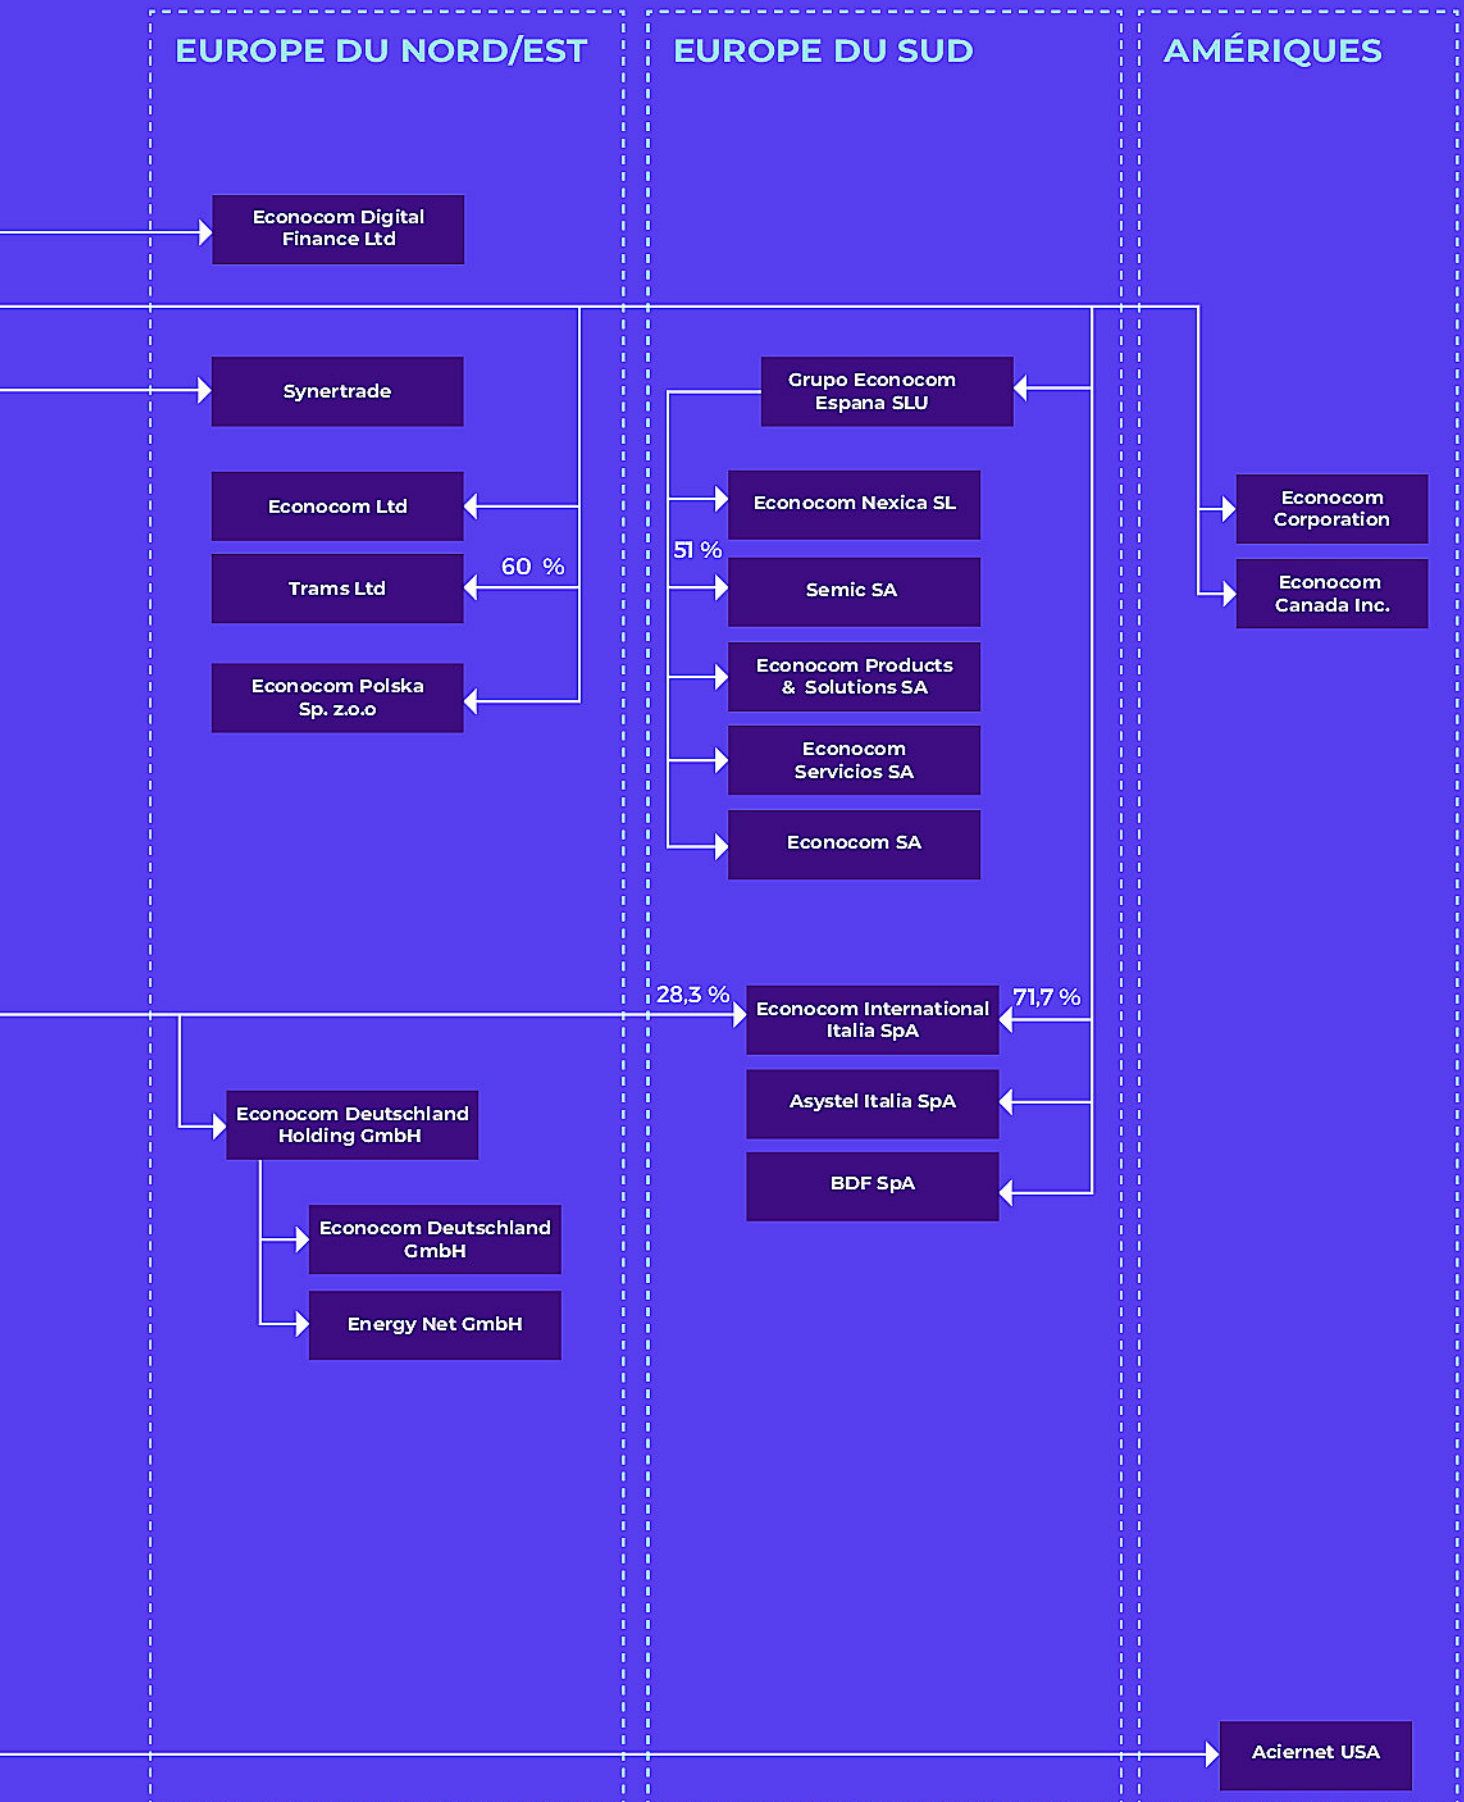 EUROPE DU NORD/EST
Econocom Digital
Finance Ltd
Synertrade
Econocom Ltd
60 %
Trams Ltd
Econocom Polska
Sp. z.o.o
Econocom Deutschland
Holding GmbH
Econocom Deutschland
GmbH
Energy Net GmbH
EUROPE DU SUD
Grupo Econocom
Espana SLU
Econocom Nexica SL
51 %
Semic SA
Econocom Products
& Solutions SA
Econocom
Servicios SA
Econocom SA
28,3 %
Econocom International
Italia SpA
71,7 %
Asystel Italia SpA
BDF SpA
AMÉRIQUES
Econocom
Corporation
Econocom
Canada Inc.
Aciernet USA